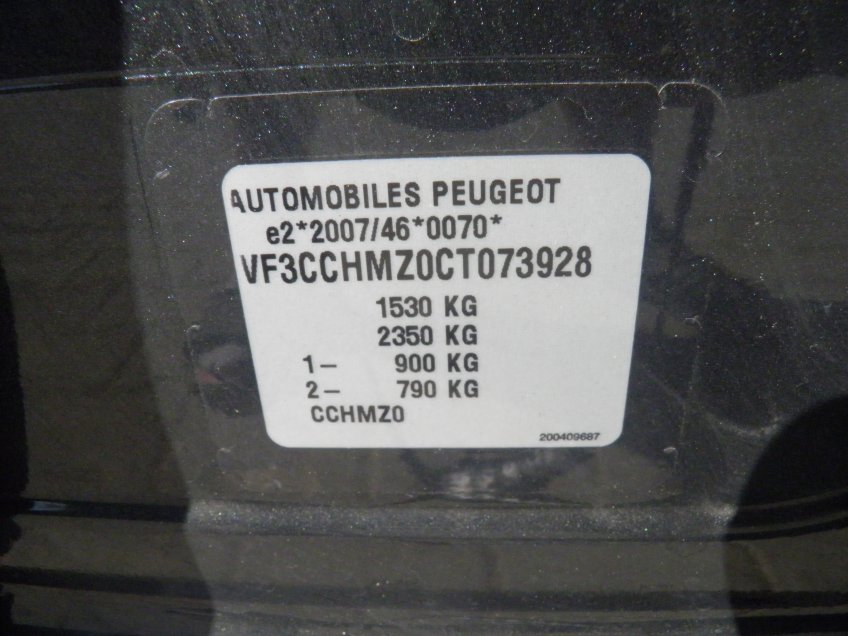 AUTOMOBILES PEUGEOT
e2*2007/46*0070*
VF3CCHMZ0CT073928
1530 KG
2350 KG
1– 900 KG
2– 790 KG
CCHMZ0
200409687